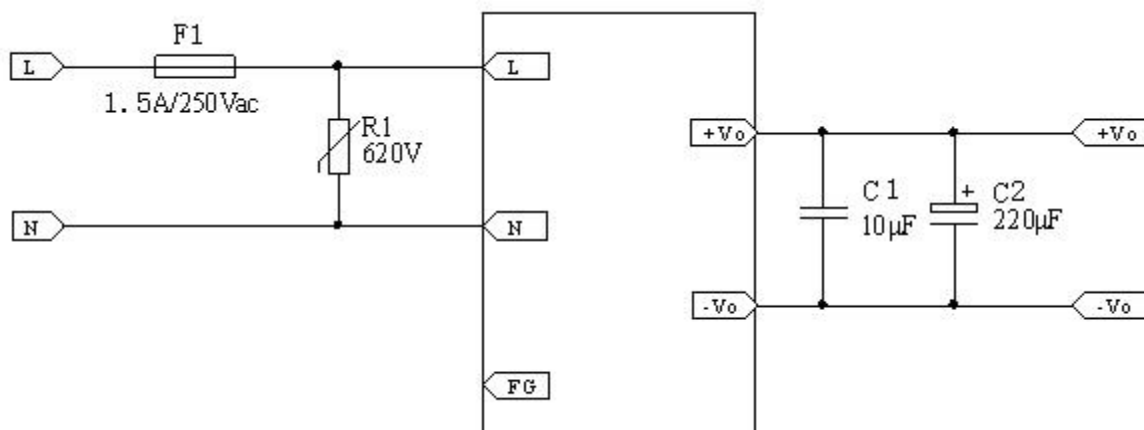 F1
L
1.5A/250Vac
L
R1
620V
N
N
+Vo
+Vo
C1
10μF
+
C2
220μF
-Vo
-Vo
FG